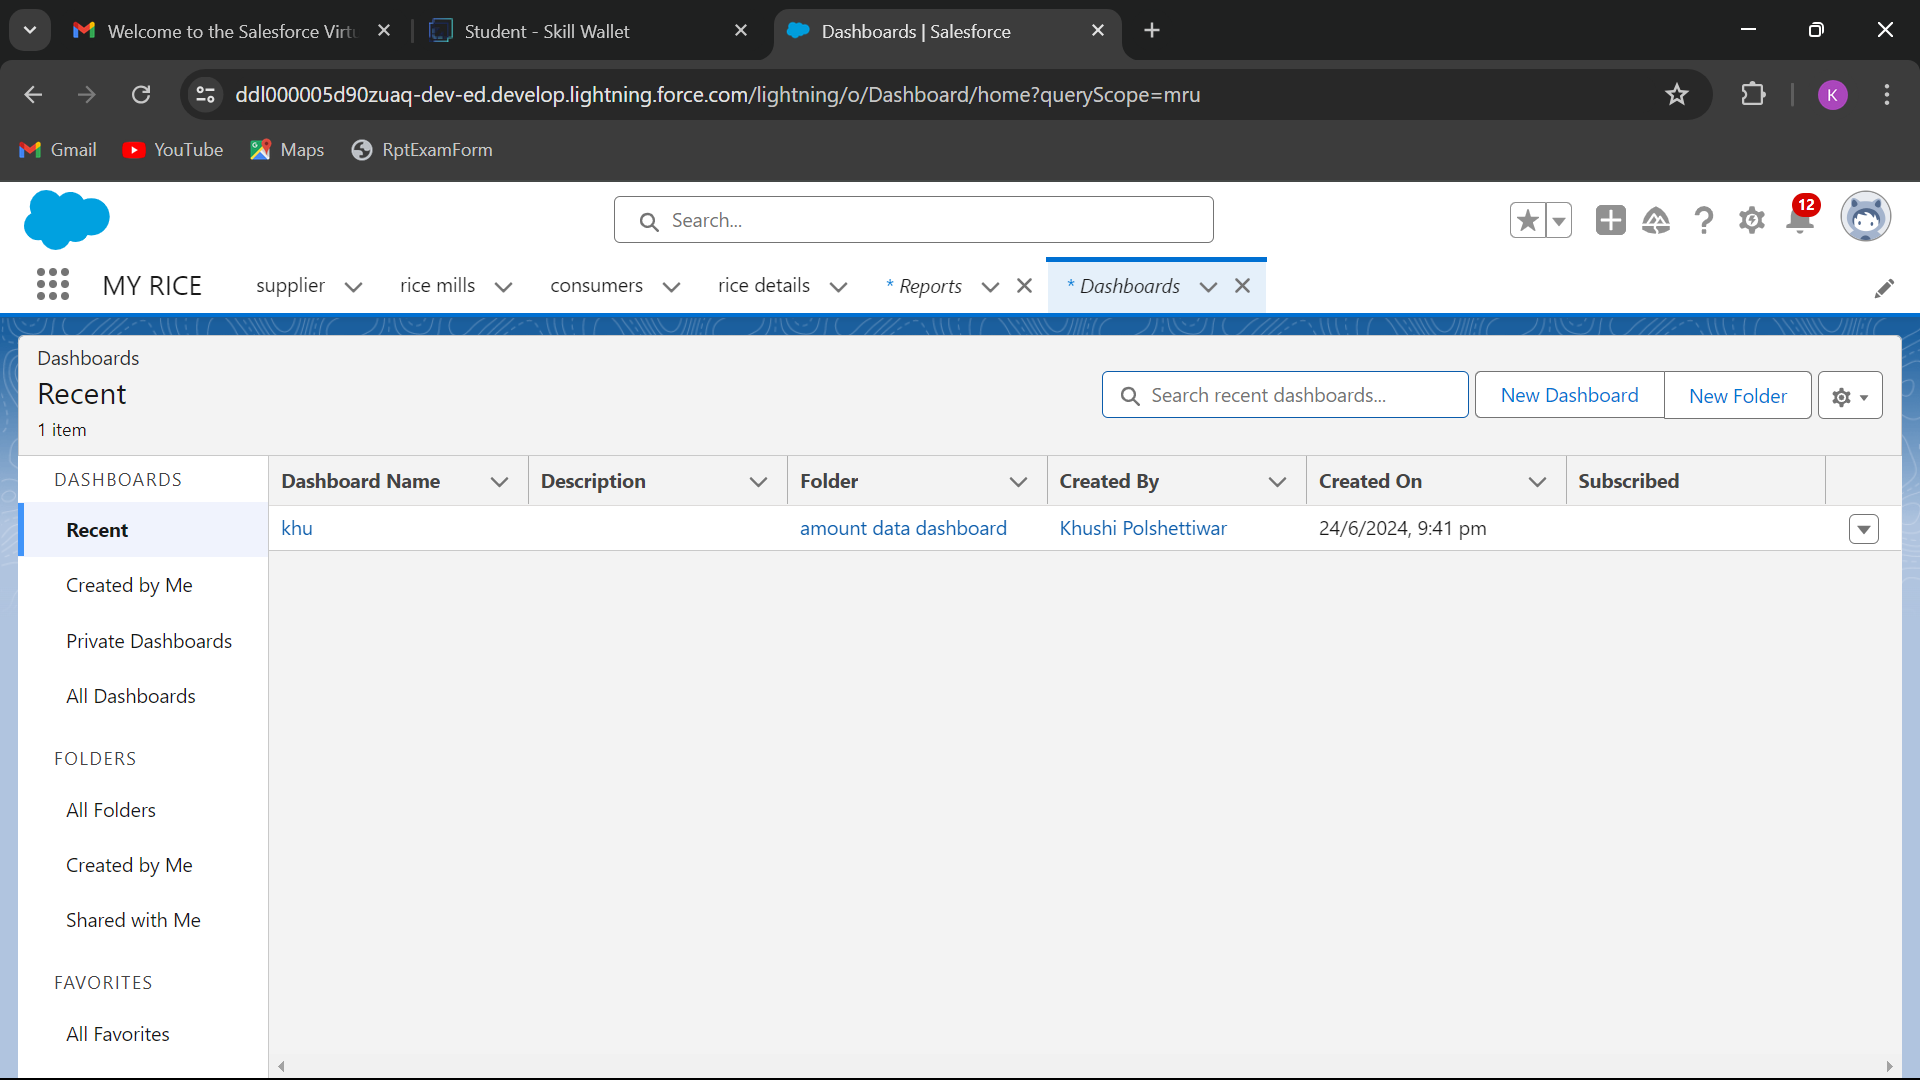 Welcome to the Salesforce Virtu
Student - Skill Wallet
Dashboards | Salesforce
ddl000005d90zuaq-dev-ed.develop.lightning.force.com/lightning/o/Dashboard/home?queryScope=mru
K
Gmail
YouTube
Maps
RptExamForm
Search...
12
MY RICE
supplier
rice mills
consumers
rice details
* Reports
* Dashboards
Dashboards
Recent
1 item
Search recent dashboards...
New Dashboard
New Folder
DASHBOARDS
Recent
Created by Me
Private Dashboards
All Dashboards
FOLDERS
All Folders
Created by Me
Shared with Me
FAVORITES
All Favorites
Dashboard Name
Description
Folder
Created By
Created On
Subscribed
khu
amount data dashboard
Khushi Polshettiwar
24/6/2024, 9:41 pm